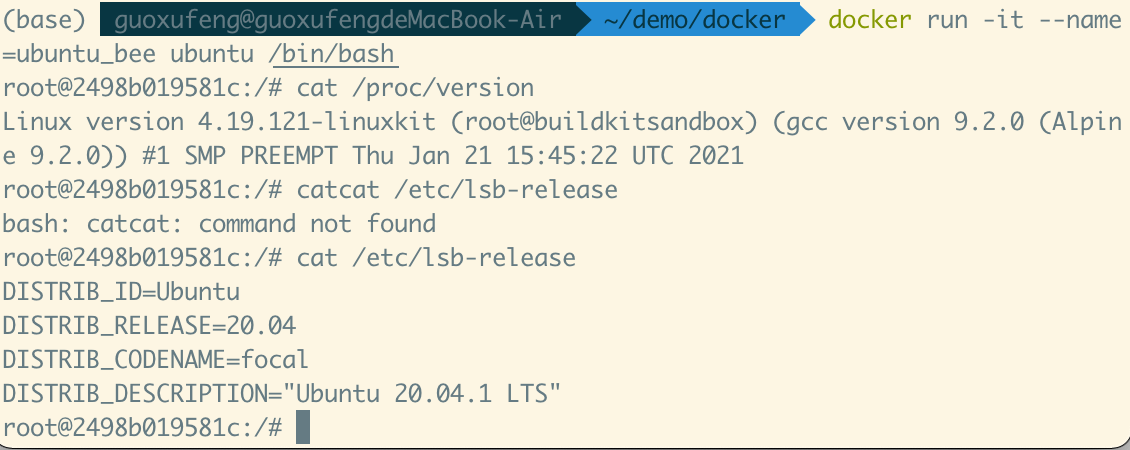 (base) guoxufeng@guoxufengdeMacBook-Air ~/demo/docker docker run -it --name
=ubuntu_bee ubuntu /bin/bash
root@2498b019581c:/# cat /proc/version
Linux version 4.19.121-linuxkit (root@buildkitsandbox) (gcc version 9.2.0 (Alpin
e 9.2.0)) #1 SMP PREEMPT Thu Jan 21 15:45:22 UTC 2021
root@2498b019581c:/# catcat /etc/lsb-release
bash: catcat: command not found
root@2498b019581c:/# cat /etc/lsb-release
DISTRIB_ID=Ubuntu
DISTRIB_RELEASE=20.04
DISTRIB_CODENAME=focal
DISTRIB_DESCRIPTION="Ubuntu 20.04.1 LTS"
root@2498b019581c:/#